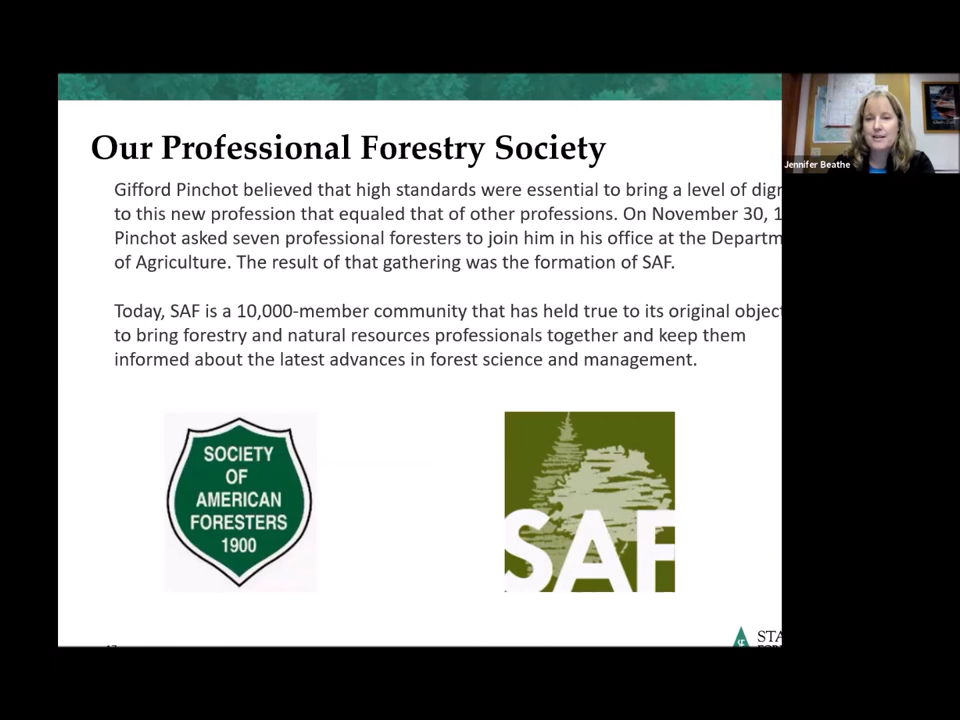 Our Professional Forestry Society
Gifford Pinchot believed that high standards were essential to bring a level of
to this new profession that equaled that of other professions. On November 30, 1
Pinchot asked seven professional foresters to join him in his office at the
of Agriculture. The result of that gathering was the formation of SAF.
Today, SAF is a 10,000-member community that has held true to its original
to bring forestry and natural resources professionals together and keep them
informed about the latest advances in forest science and management.
SOCIETY
OF
AMERICAN
FORESTERS
1900
SAF
Jennifer Beathe